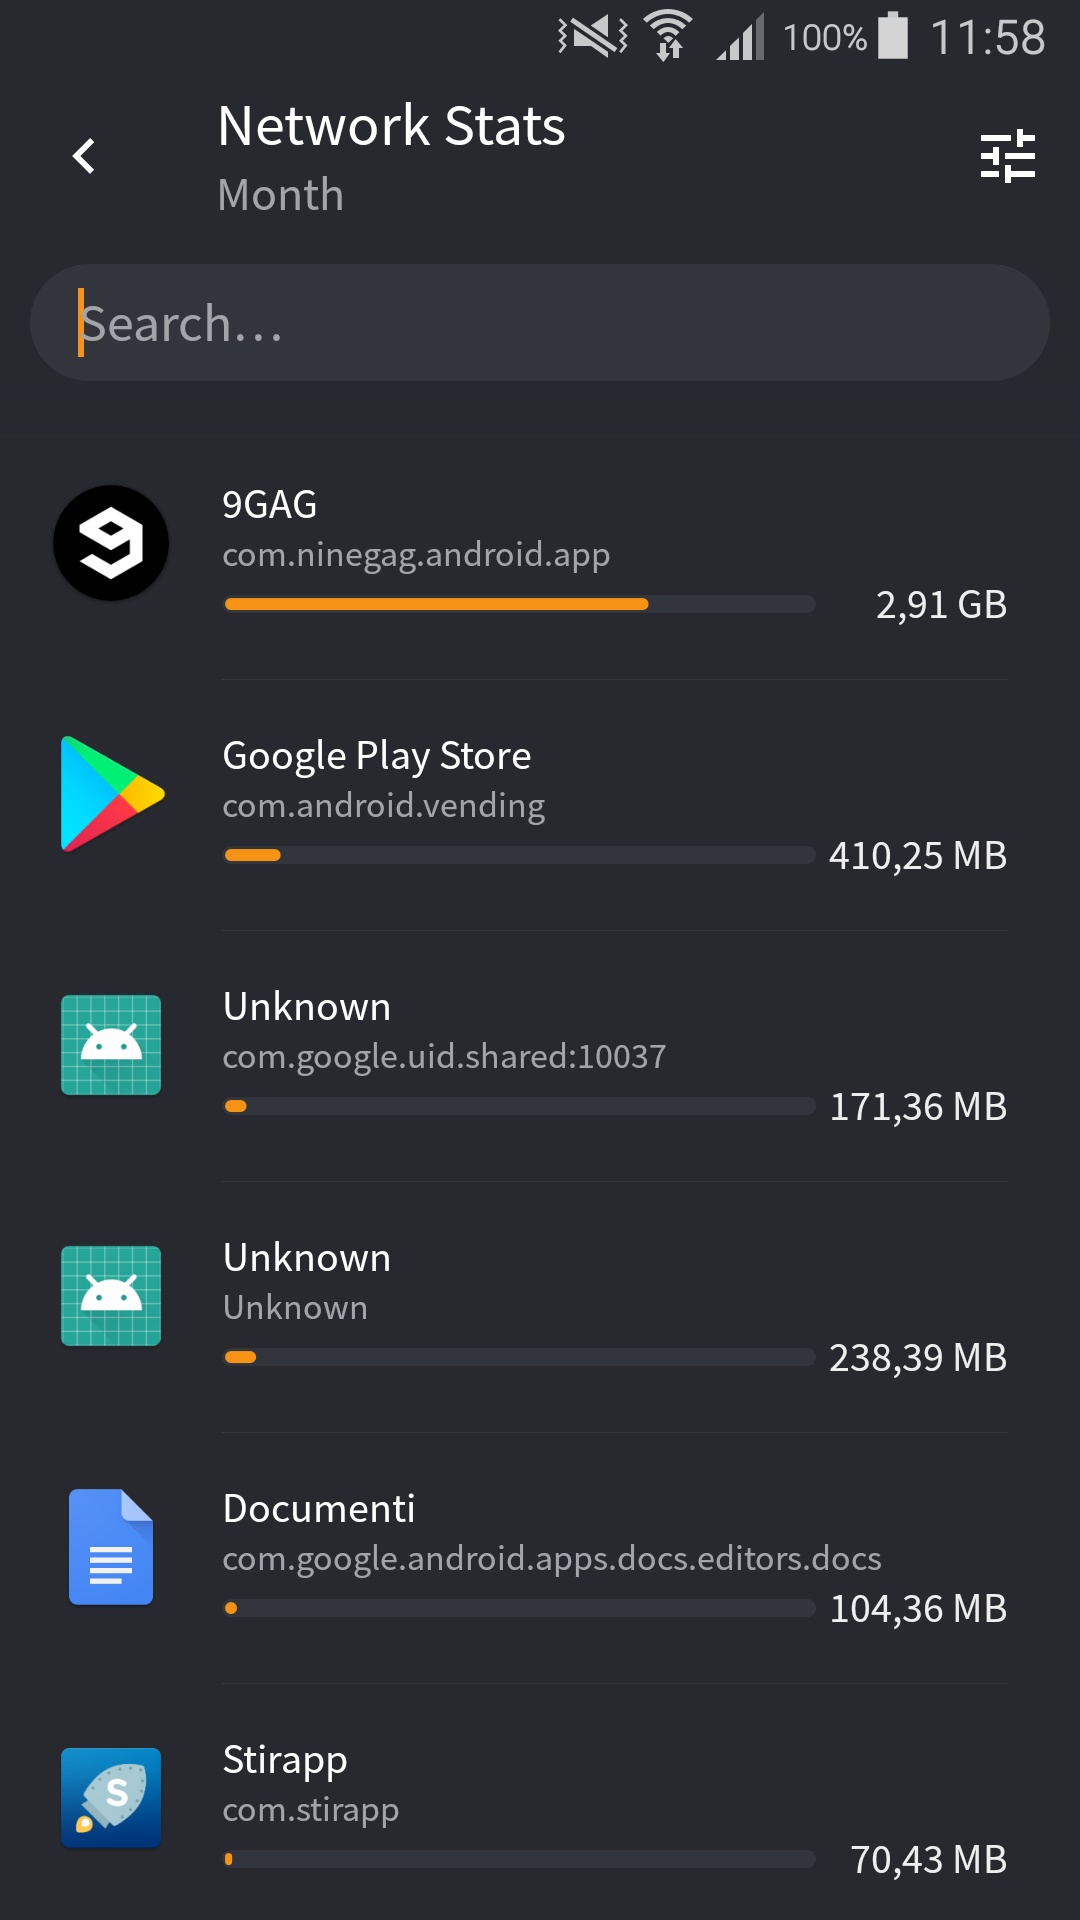 100% 11:58
Network Stats
Month
Search...
9GAG
com.ninegag.android.app
2,91 GB
Google Play Store
com.android.vending
410,25 MB
Unknown
com.google.uid.shared:10037
171,36 MB
Unknown
Unknown
238,39 MB
Documenti
com.google.android.apps.docs.editors.docs
104,36 MB
S
Stirapp
com.stirapp
70,43 MB